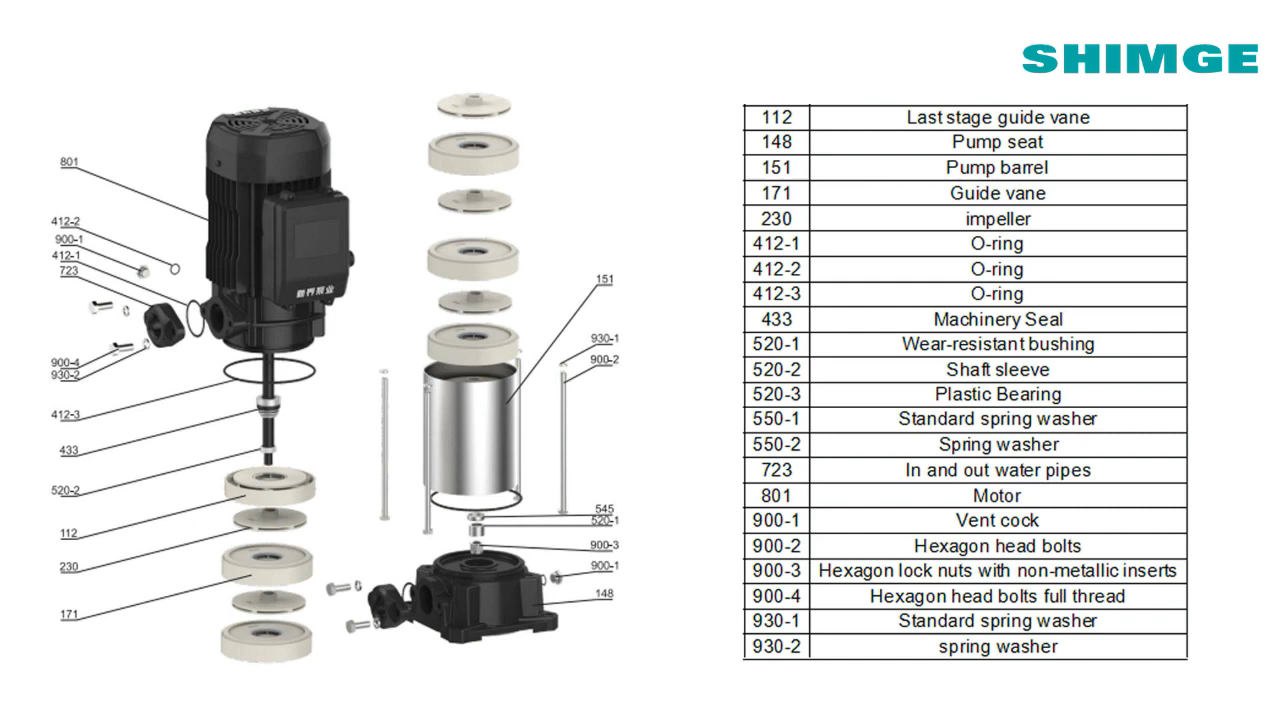 SHIMGE
801
412-2
900-1
412-1
723
900-4
930-2
412-3
433
520-2
112
230
171
新界泵业
151
930-1
900-2
545
520-1
900-3
900-1
148
112 Last stage guide vane
148 Pump seat
151 Pump barrel
171 Guide vane
230 impeller
412-1 O-ring
412-2 O-ring
412-3 O-ring
433 Machinery Seal
520-1 Wear-resistant bushing
520-2 Shaft sleeve
520-3 Plastic Bearing
550-1 Standard spring washer
550-2 Spring washer
723 In and out water pipes
801 Motor
900-1 Vent cock
900-2 Hexagon head bolts
900-3 Hexagon lock nuts with non-metallic inserts
900-4 Hexagon head bolts full thread
930-1 Standard spring washer
930-2 spring washer